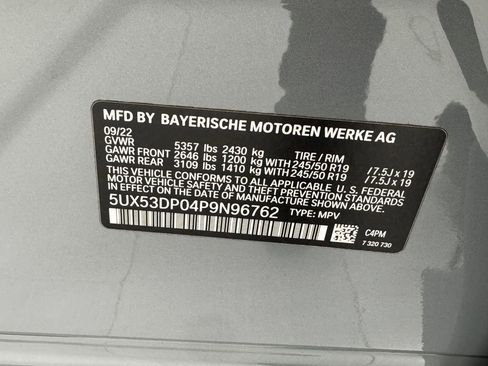 MFD BY BAYERISCHE MOTOREN WERKE AG
09/22
GVWR 5357 lbs 2430 kg TIRE / RIM
GAWR FRONT 2646 lbs 1200 kg WITH 245/50 R19 /7.5J x 19
GAWR REAR 3109 lbs 1410 kg WITH 245/50 R19 /7.5J x 19
THIS VEHICLE CONFORMS TO ALL APPLICABLE U.S. FEDERAL
MOTOR VEHICLE SAFETY AND THEFT PREVENTION STANDARDS
IN EFFECT ON THE DATE OF MANUFACTURE SHOWN ABOVE.
5UX53DP04P9N96762 TYPE: MPV
C4PM
7 320 730